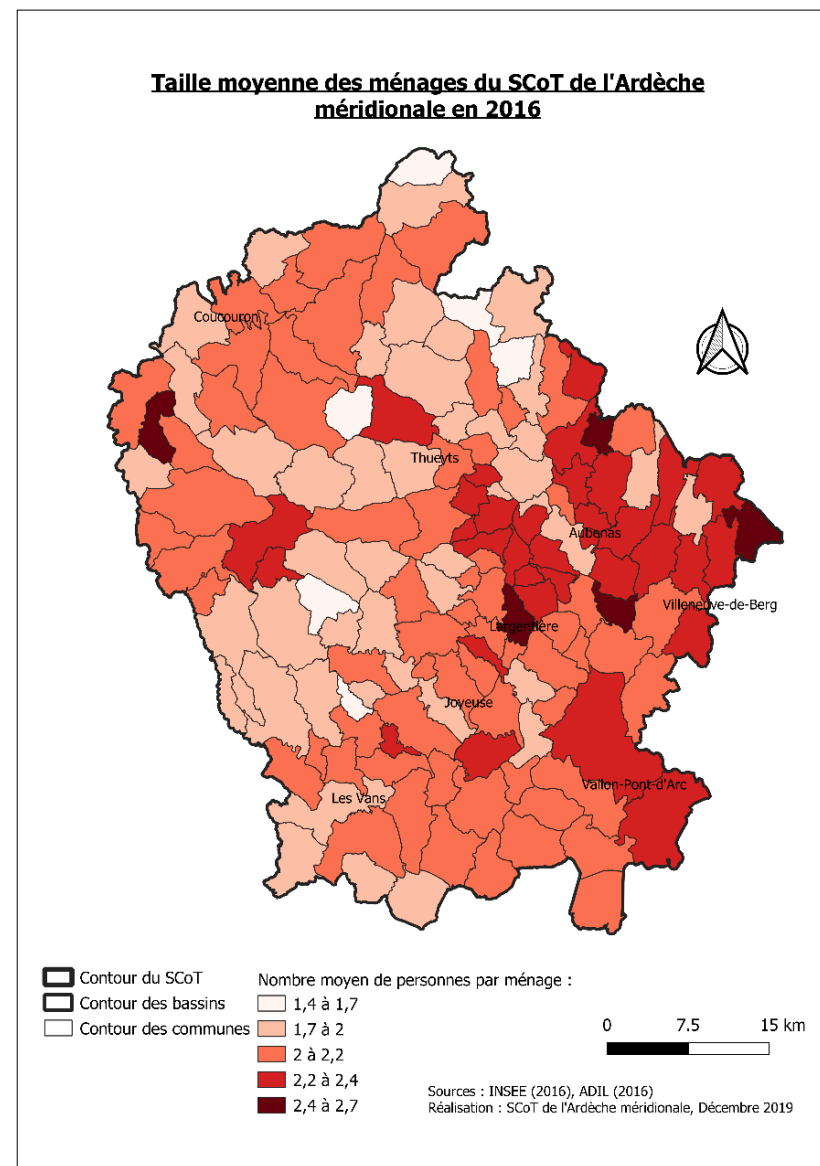 Taille moyenne des ménages du SCoT de l'Ardèche
méridionale en 2016
Coucouron
Thueyts
Aubenas
Villeneuve-de-Berg
Largentière
Joyeuse
Vallon-Pont-d'Arc
Les Vans
Contour du SCoT
Contour des bassins
Contour des communes
Nombre moyen de personnes par ménage :
1,4 à 1,7
1,7 à 2
2 à 2,2
2,2 à 2,4
2,4 à 2,7
0 7.5 15 km
Sources : INSEE (2016), ADIL (2016)
Réalisation : SCoT de l'Ardèche méridionale, Décembre 2019